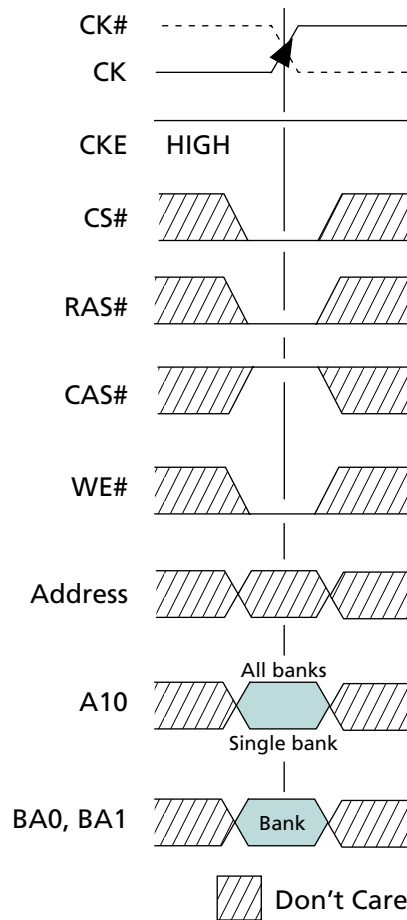 CK#
CK
CKE HIGH
CS#
RAS#
CAS#
WE#
Address
All banks
A10
Single bank
BA0, BA1 Bank
Don't Care